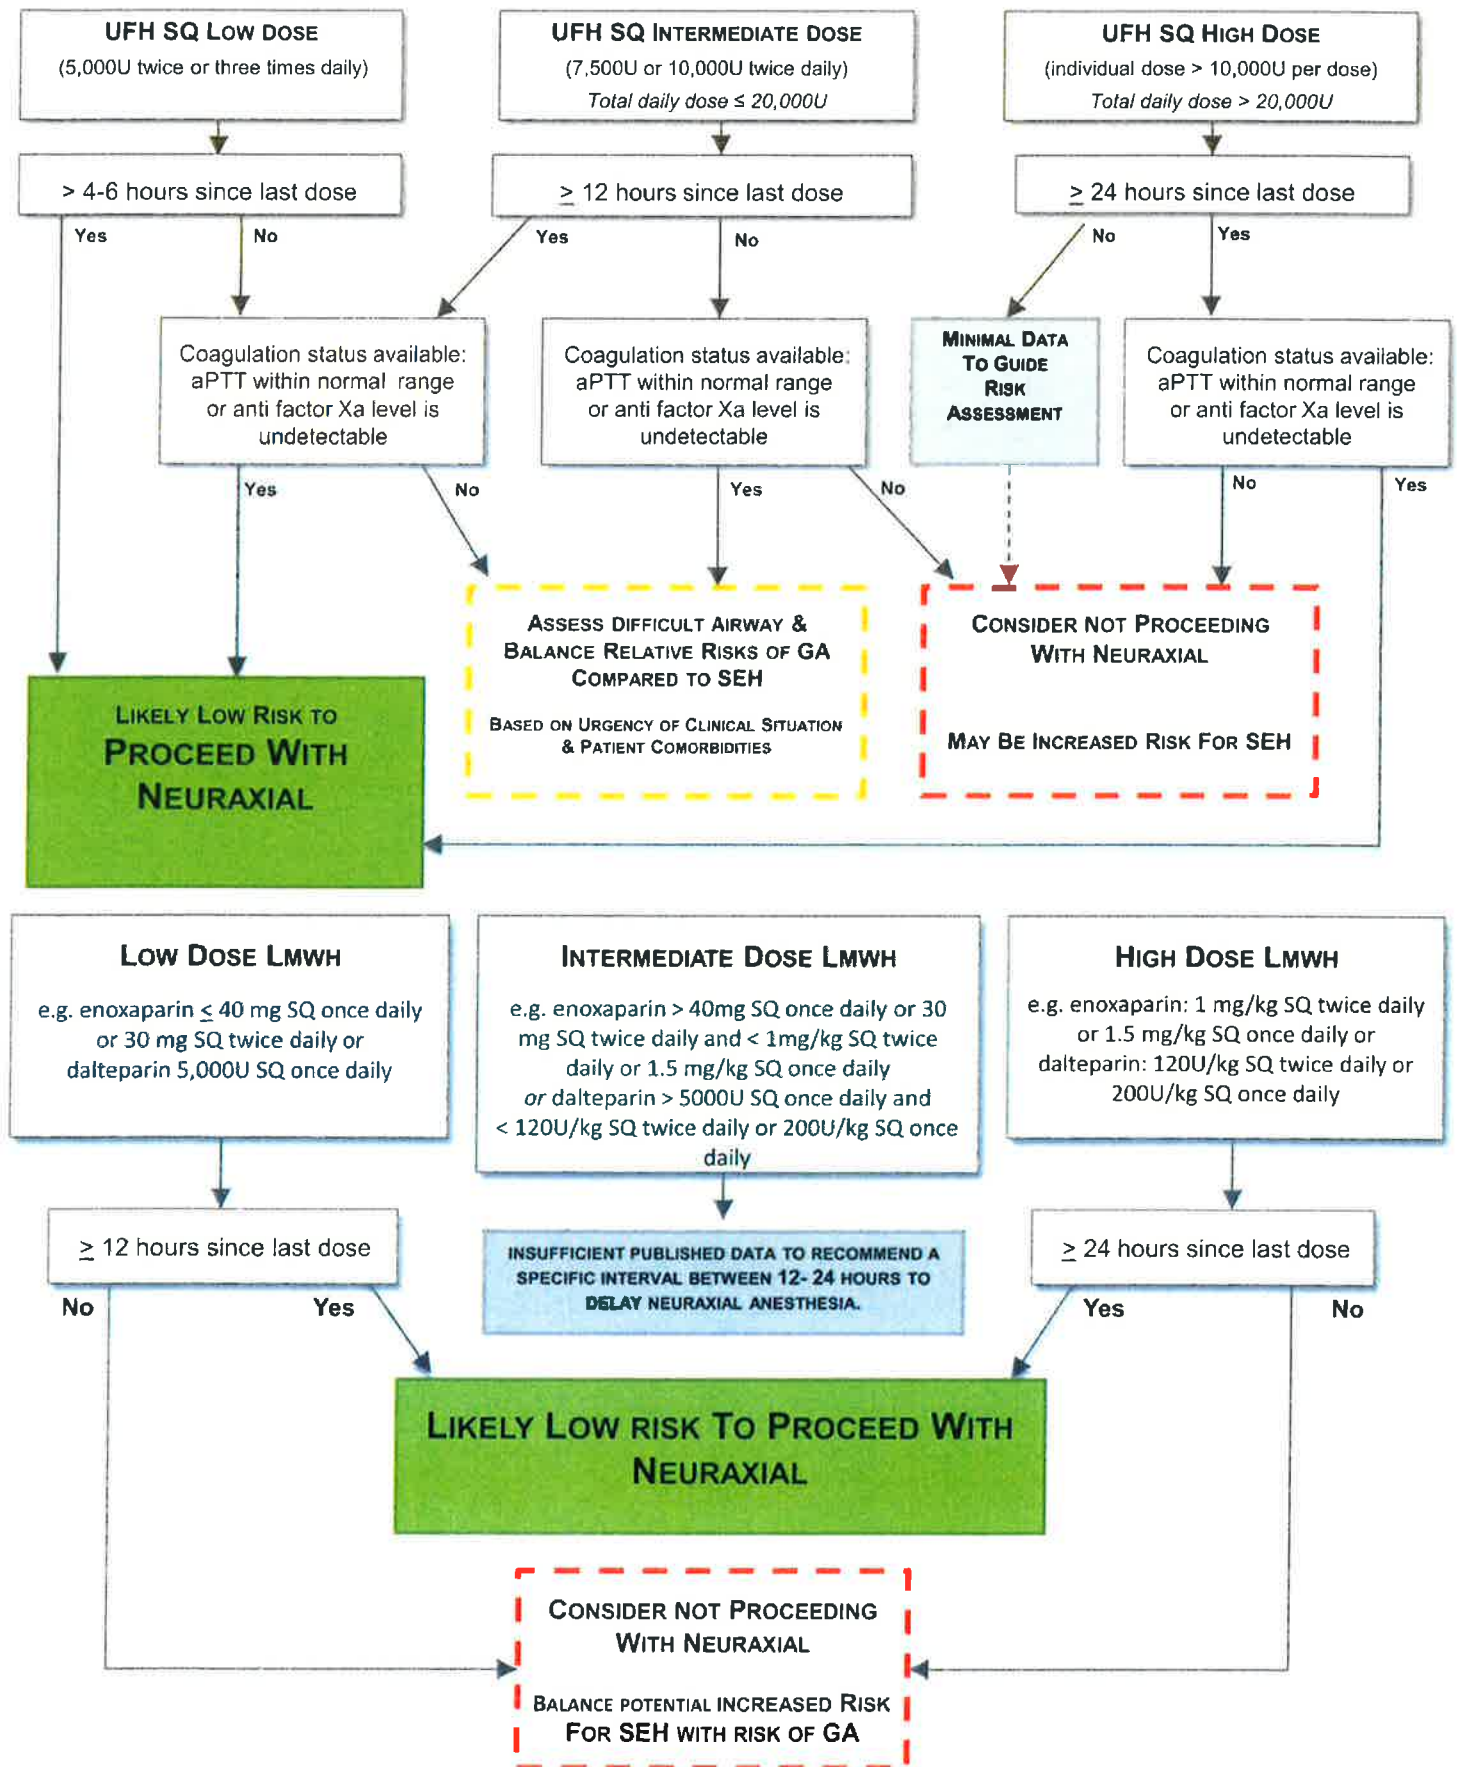 UFH SQ LOW DOSE
(5,000U twice or three times daily)
UFH SQ INTERMEDIATE DOSE
(7,500U or 10,000U twice daily)
Total daily dose ≤ 20,000U
UFH SQ HIGH DOSE
(individual dose > 10,000U per dose)
Total daily dose > 20,000U
> 4-6 hours since last dose
≥ 12 hours since last dose
≥ 24 hours since last dose
Yes
No
Yes
No
No
Yes
Coagulation status available:
aPTT within normal range
or anti factor Xa level is
undetectable
Coagulation status available:
aPTT within normal range
or anti factor Xa level is
undetectable
MINIMAL DATA
TO GUIDE
RISK
ASSESSMENT
Coagulation status available:
aPTT within normal range
or anti factor Xa level is
undetectable
Yes
No
Yes
No
No
Yes
LIKELY LOW RISK TO
PROCEED WITH
NEURAXIAL
ASSESS DIFFICULT AIRWAY &
BALANCE RELATIVE RISKS OF GA
COMPARED TO SEH
BASED ON URGENCY OF CLINICAL SITUATION
& PATIENT COMORBIDITIES
CONSIDER NOT PROCEEDING
WITH NEURAXIAL
MAY BE INCREASED RISK FOR SEH
LOW DOSE LMWH
e.g. enoxaparin ≤ 40 mg SQ once daily
or 30 mg SQ twice daily or
dalteparin 5,000U SQ once daily
INTERMEDIATE DOSE LMWH
e.g. enoxaparin > 40mg SQ once daily or 30
mg SQ twice daily and < 1mg/kg SQ twice
daily or 1.5 mg/kg SQ once daily
or dalteparin > 5000U SQ once daily and
< 120U/kg SQ twice daily or 200U/kg SQ once
daily
HIGH DOSE LMWH
e.g. enoxaparin: 1 mg/kg SQ twice daily
or 1.5 mg/kg SQ once daily or
dalteparin: 120U/kg SQ twice daily or
200U/kg SQ once daily
≥ 12 hours since last dose
INSUFFICIENT PUBLISHED DATA TO RECOMMEND A
SPECIFIC INTERVAL BETWEEN 12- 24 HOURS TO
DELAY NEURAXIAL ANESTHESIA.
≥ 24 hours since last dose
No
Yes
Yes
No
LIKELY LOW RISK TO PROCEED WITH
NEURAXIAL
CONSIDER NOT PROCEEDING
WITH NEURAXIAL
BALANCE POTENTIAL INCREASED RISK
FOR SEH WITH RISK OF GA